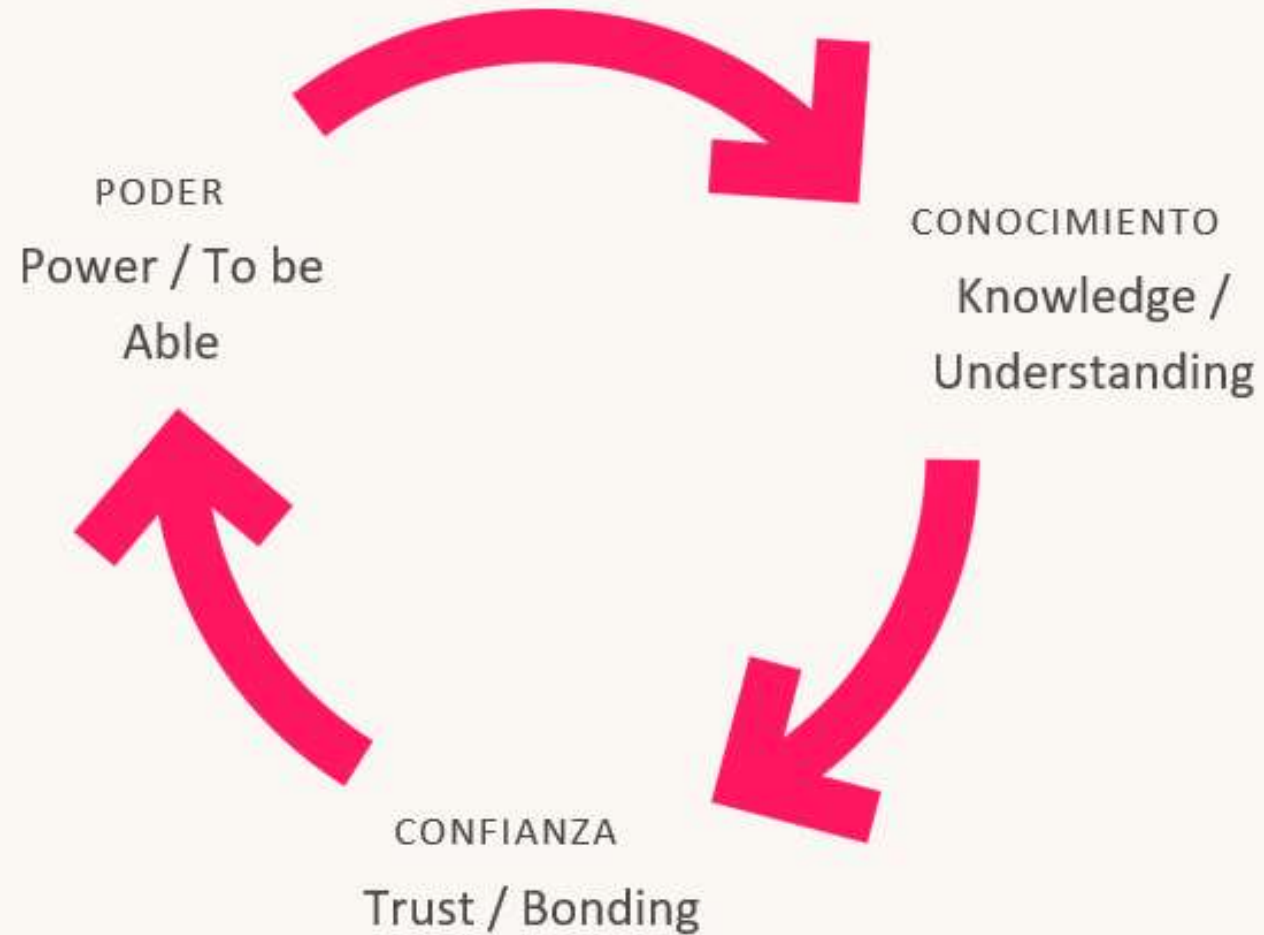 PODER
Power / To be
Able
CONOCIMIENTO
Knowledge /
Understanding
CONFIANZA
Trust / Bonding